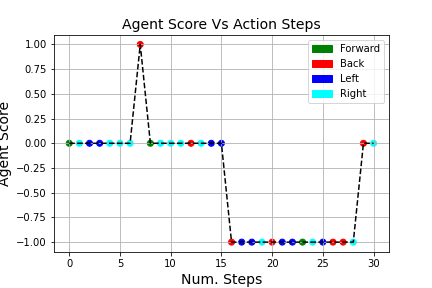 Agent Score Vs Action Steps
Agent Score
1.00
0.75
0.50
0.25
0.00
−0.25
−0.50
−0.75
−1.00
Forward
Back
Left
Right
0 5 10 15 20 25 30
Num. Steps